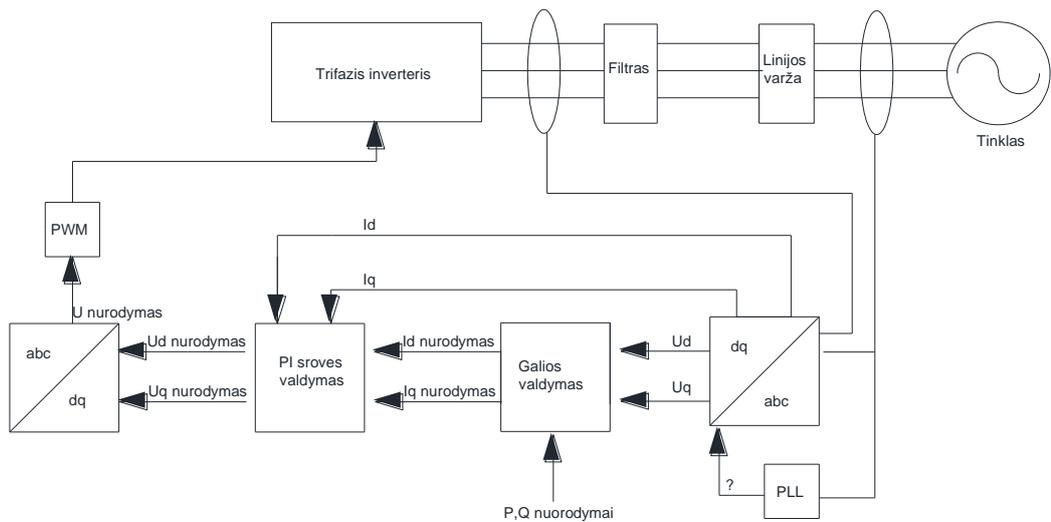 Trifazis inverteris
Filtras
Linijos
varža
Tinklas
PWM
Id
Iq
U nurodymas
abc
dq
Ud nurodymas
Uq nurodymas
PI sroves
valdymas
Id nurodymas
Iq nurodymas
Galios
valdymas
Ud
Uq
dq
abc
?
PLL
P,Q nuorodymai